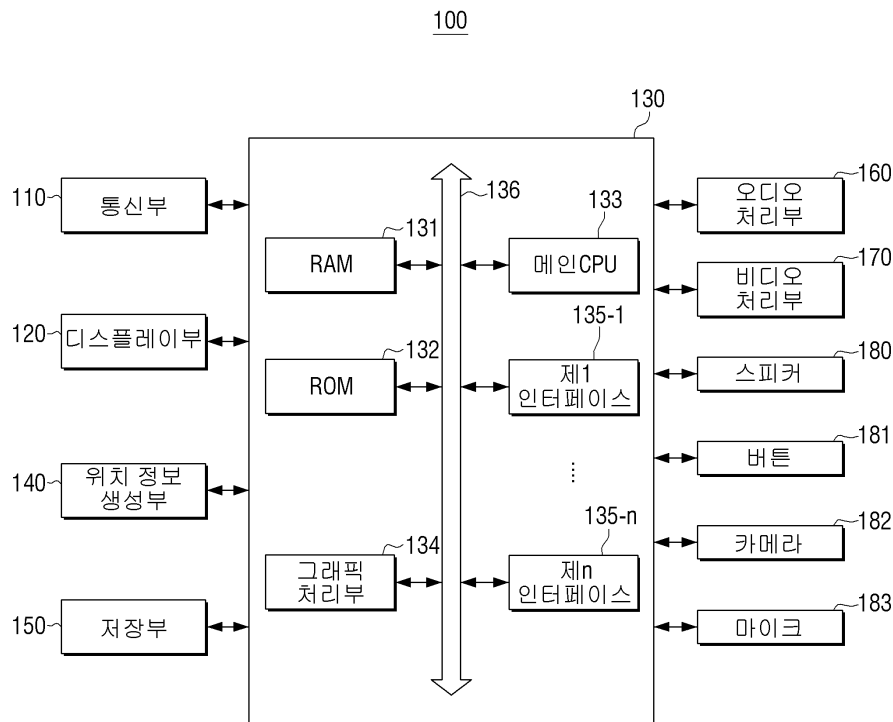 100
130
110
통신부
120
디스플레이부
140
위치 정보
생성부
150
저장부
136
131
RAM
132
ROM
134
그래픽
처리부
133
메인CPU
135-1
제1
인터페이스
135-n
제n
인터페이스
160
오디오
처리부
170
비디오
처리부
180
스피커
181
버튼
182
카메라
183
마이크